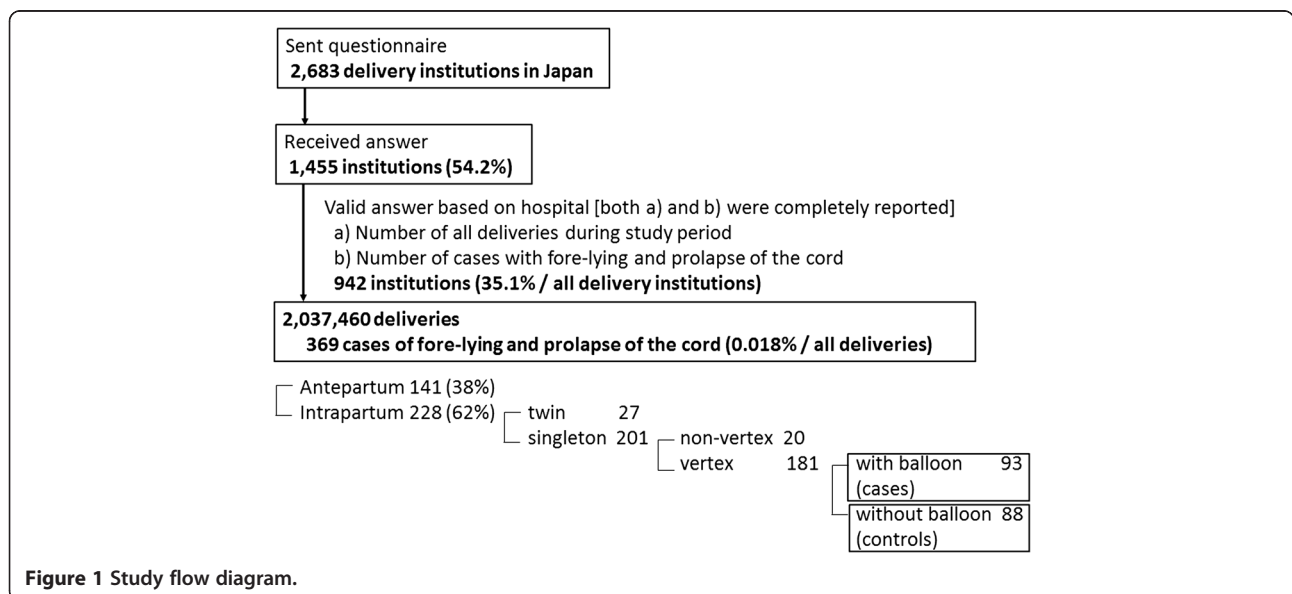 Sent questionnaire
2,683 delivery institutions in Japan
Received answer
1,455 institutions (54.2%)
Valid answer based on hospital [both a) and b) were completely reported]
a) Number of all deliveries during study period
b) Number of cases with fore-lying and prolapse of the cord
942 institutions (35.1% / all delivery institutions)
2,037,460 deliveries
369 cases of fore-lying and prolapse of the cord (0.018% / all deliveries)
Antepartum 141 (38%)
Intrapartum 228 (62%) twin 27
singleton 201 non-vertex 20
vertex 181 with balloon 93
(cases)
without balloon 88
(controls)
Figure 1 Study flow diagram.